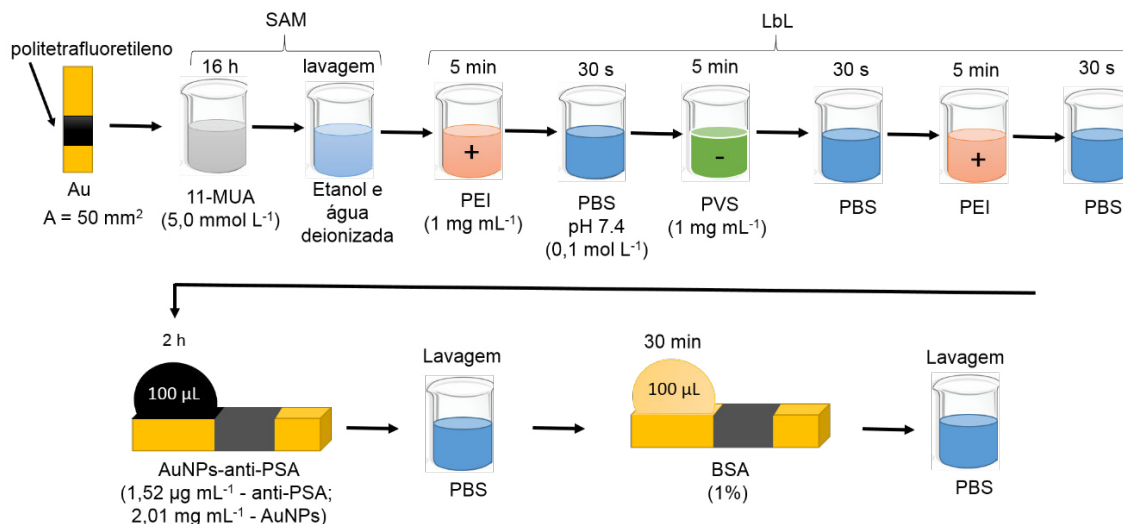 SAM
LbL
politetrafluoretileno
16 h
lavagem
5 min
30 s
5 min
30 s
5 min
30 s
+
-
+
Au
A = 50 mm²
11-MUA
(5,0 mmol L⁻¹)
Etanol e
água
deionizada
PEI
(1 mg mL⁻¹)
PBS
pH 7.4
(0,1 mol L⁻¹)
PVS
(1 mg mL⁻¹)
PBS
PEI
PBS
2 h
100 µL
AuNPs-anti-PSA
(1,52 µg mL⁻¹ - anti-PSA;
2,01 mg mL⁻¹ - AuNPs)
Lavagem
PBS
30 min
100 µL
BSA
(1%)
Lavagem
PBS